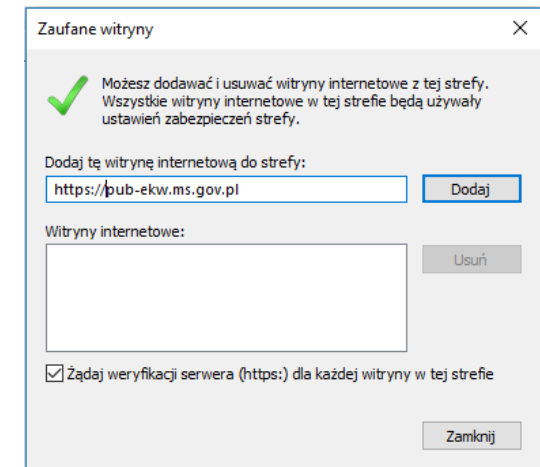 Zaufane witryny
Możesz dodawać i usuwać witryny internetowe z tej strefy.
Wszystkie witryny internetowe w tej strefie będą używały
ustawień zabezpieczeń strefy.
Dodaj tę witrynę internetową do strefy:
https://pub-ekw.ms.gov.pl
Dodaj
Witryny internetowe:
Usuń
Żądaj weryfikacji serwera (https:) dla każdej witryny w tej strefie
Zamknij